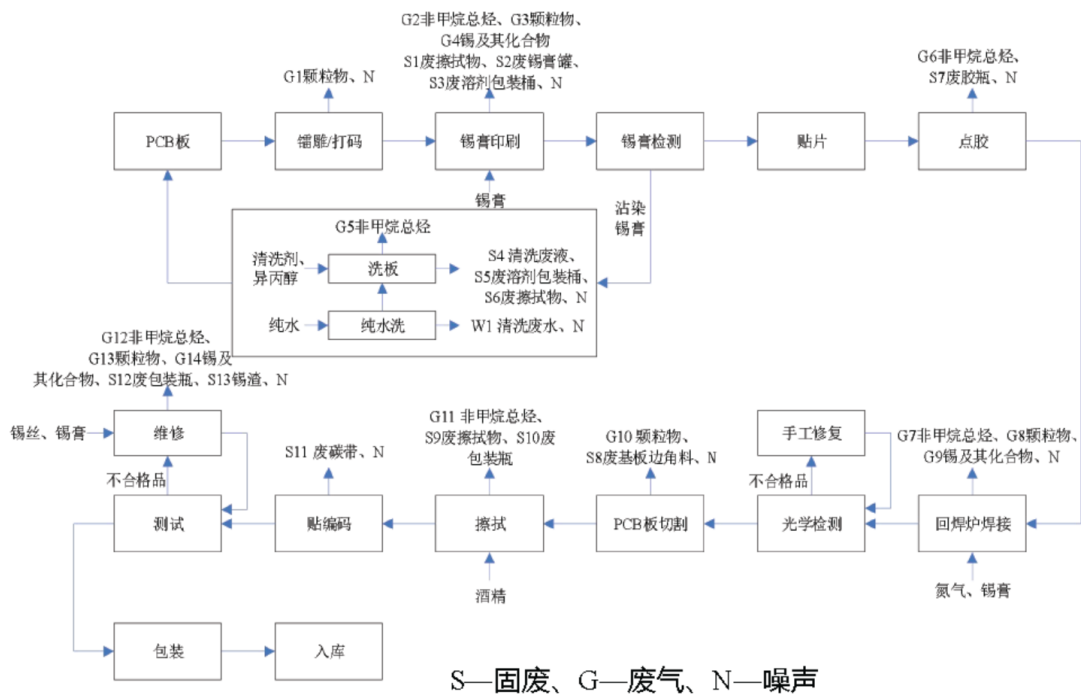 G2非甲烷总烃、G3颗粒物、
G4锡及其化合物
S1废擦拭物、S2废锡膏罐、
S3废溶剂包装桶、N
G1颗粒物、N
G6非甲烷总烃、
S7废胶瓶、N
PCB板
镭雕/打码
锡膏印刷
锡膏检测
贴片
点胶
锡膏
沾染
锡膏
G5非甲烷总烃
清洗剂、
异丙醇
洗板
S4 清洗废液、
S5废溶剂包装桶、
S6废擦拭物、N
纯水
纯水洗
W1 清洗废水、N
G12非甲烷总烃、
G13颗粒物、G14锡及
其化合物、S12废包装瓶、S13锡渣、N
锡丝、锡膏
维修
不合格品
S11 废碳带、N
G11 非甲烷总烃、
S9废擦拭物、S10废
包装瓶
G10 颗粒物、
S8废基板边角料、N
手工修复
不合格品
G7非甲烷总烃、G8颗粒物、
G9锡及其化合物、N
测试
贴编码
擦拭
PCB板切割
光学检测
回焊炉焊接
酒精
氮气、锡膏
包装
入库
S—固废、G—废气、N—噪声